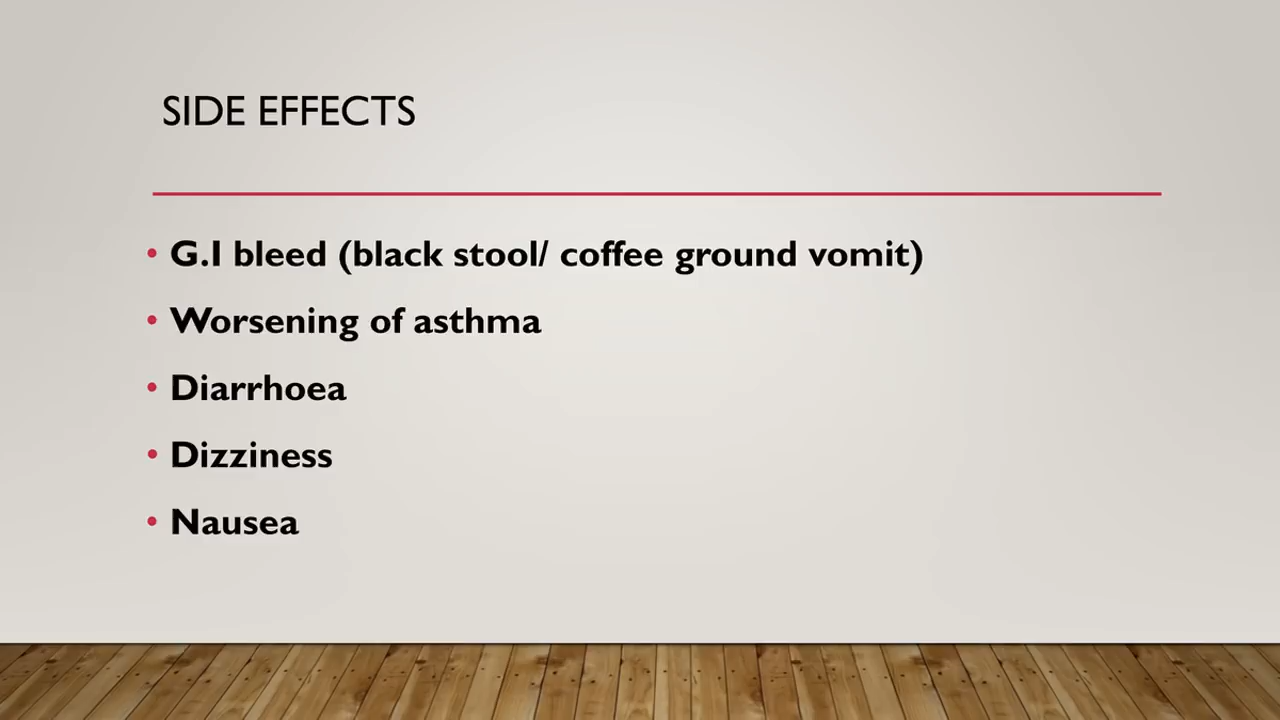 SIDE EFFECTS
• G.I bleed (black stool/ coffee ground vomit)
• Worsening of asthma
• Diarrhoea
• Dizziness
• Nausea